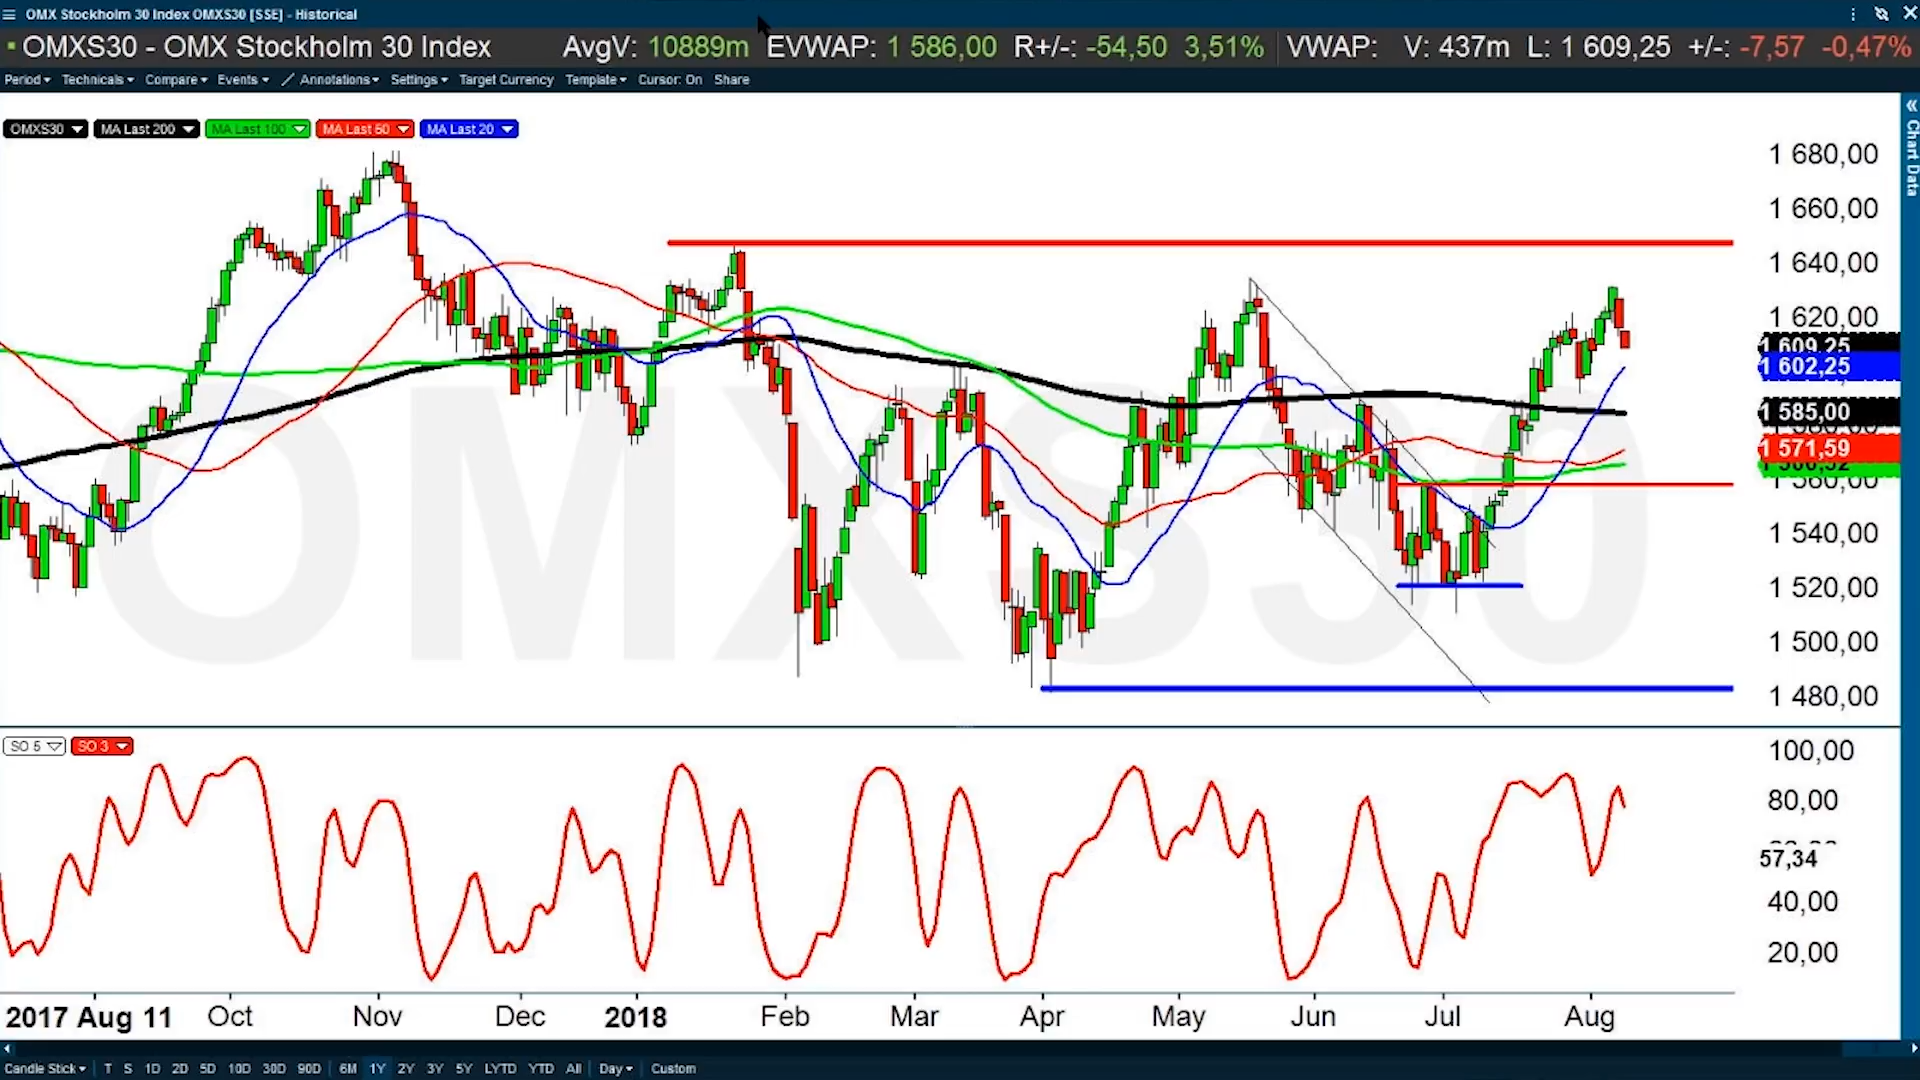 OMX Stockholm 30 Index OMXS30 [SSE] - Historical
OMXS30 - OMX Stockholm 30 Index AvgV: 10889m EVWAP: 1 586,00 R+/-: -54,50 3,51% VWAP: V: 437m L: 1 609,25 +/-: -7,57 -0,47%
Period Technicals Compare Events Annotations Settings Target Currency Template Cursor: On Share
Chart Data
OMXS30 MA Last 200 MA Last 100 MA Last 50 MA Last 20
OMXS30
1 680,00
1 660,00
1 640,00
1 620,00
1 609,25
1 602,25
1 585,00
1 580,00
1 571,59
1 560,00
1 540,00
1 520,00
1 500,00
1 480,00
SO 5 SO 3
100,00
80,00
57,34
40,00
20,00
2017 Aug 11 Oct Nov Dec 2018 Feb Mar Apr May Jun Jul Aug
Candle Stick T S 1D 2D 5D 10D 30D 90D 6M 1Y 2Y 3Y 5Y LYTD YTD All Day Custom